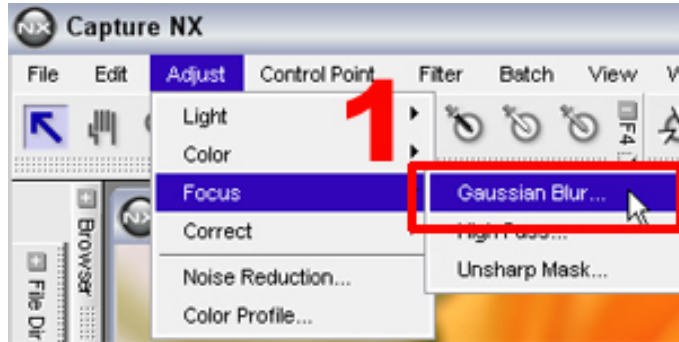 Capture NX
File Edit Adjust Control Point Filter Batch View
1
Light
Color
Focus
Correct
Noise Reduction...
Color Profile...
Gaussian Blur...
High Pass...
Unsharp Mask...
F4
Browser
File Dir
NX